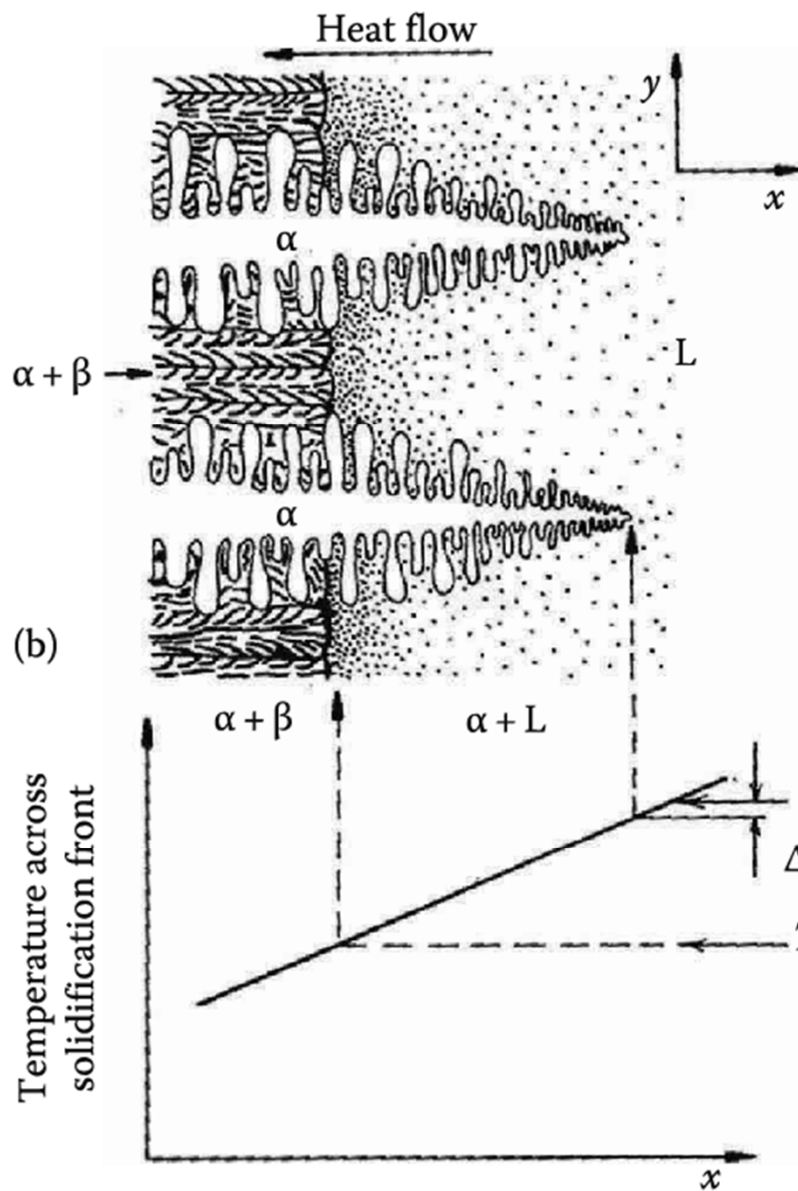 Heat flow
y
x
α
α + β
L
α
(b)
α + β
α + L
Temperature across
solidification front
Δ
x